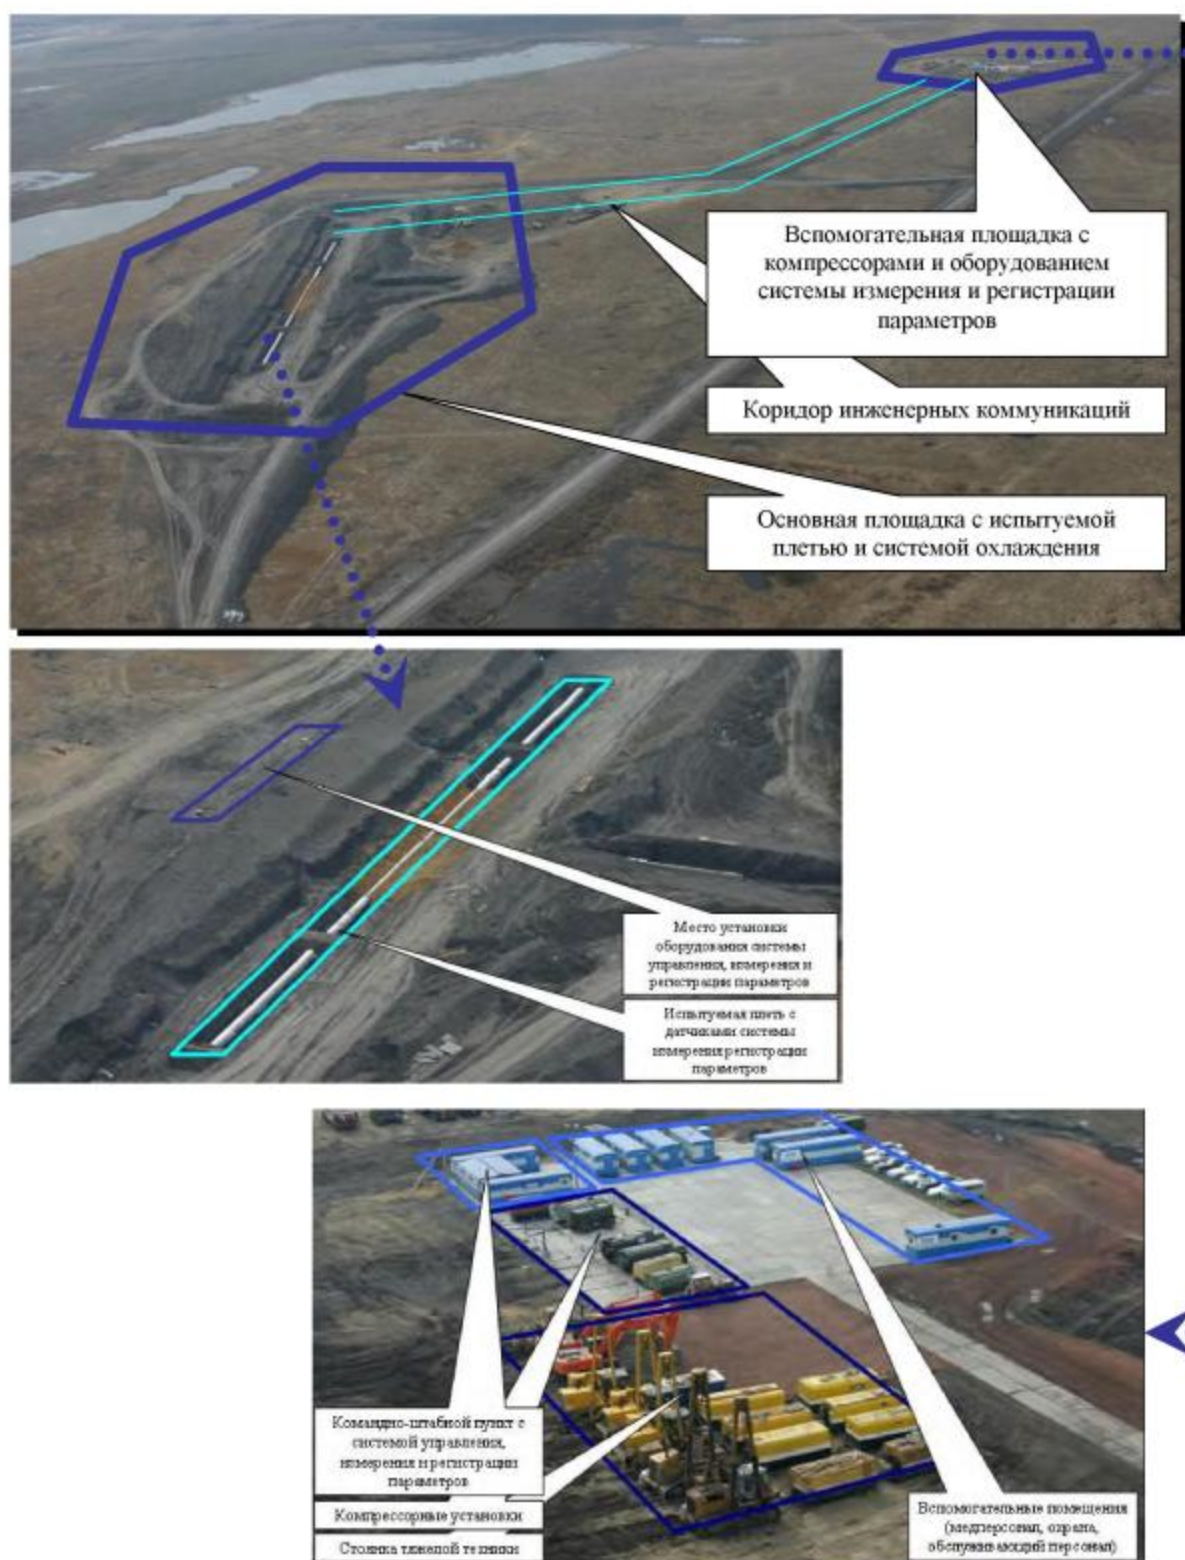 Вспомогательная площадка с
компрессорами и оборудованием
системы измерения и регистрации
параметров
Коридор инженерных коммуникаций
Основная площадка с испытуемой
плетью и системой охлаждения
Место установки
оборудования системы
управления, измерения и
регистрации параметров
Испытуемая плеть с
датчиками системы
измерения регистрации
параметров
Командно-штабной пункт с
системой управления,
измерения и регистрации
параметров
Компрессорные установки
Стоянка тяжелой техники
Вспомогательные помещения
(медперсонал, охрана,
обслуживающий персонал)